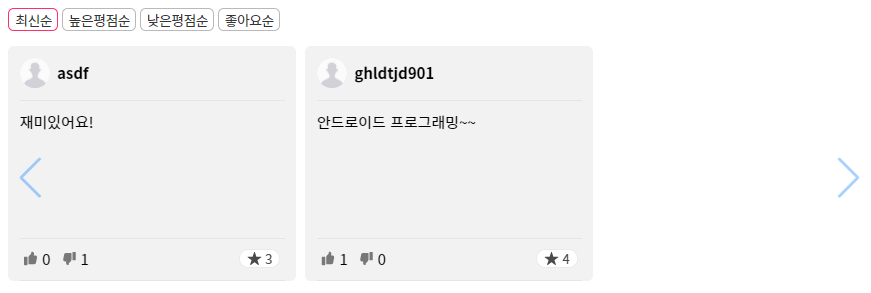 최신순 높은평점순 낮은평점순 좋아요순
asdf
재미있어요!
0 1 3
ghldtjd901
안드로이드 프로그래밍~~
1 0 4